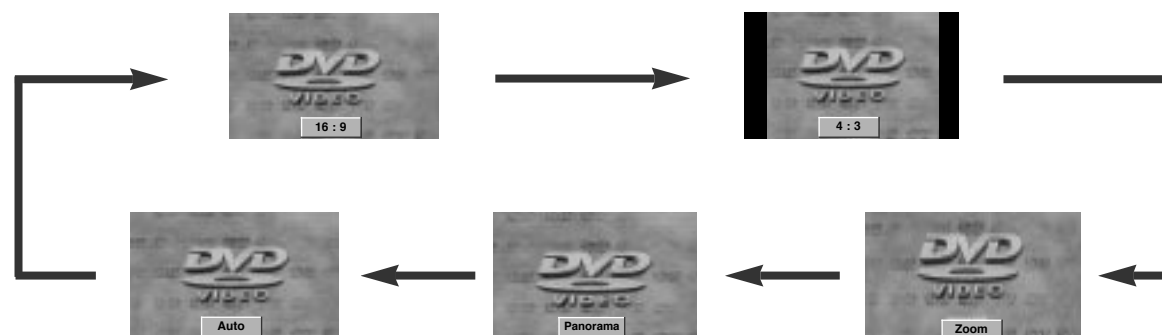 DVD
VIDEO
16 : 9
DVD
VIDEO
4 : 3
DVD
VIDEO
Auto
DVD
VIDEO
Panorama
DVD
VIDEO
Zoom